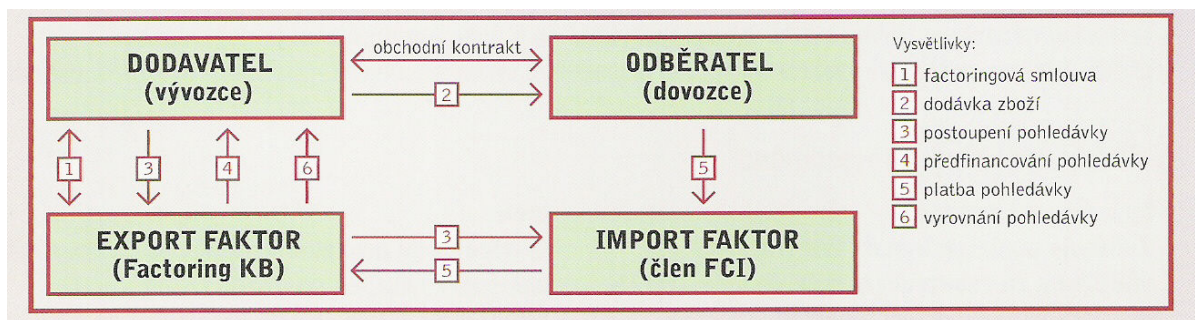 DODAVATEL
(vývozce)
obchodní kontrakt
2
ODBĚRATEL
(dovozce)
1
3
4
6
5
EXPORT FAKTOR
(Factoring KB)
3
5
IMPORT FAKTOR
(člen FCI)
Vysvětlivky:
1 factoringová smlouva
2 dodávka zboží
3 postoupení pohledávky
4 předfinancování pohledávky
5 platba pohledávky
6 vyrovnání pohledávky